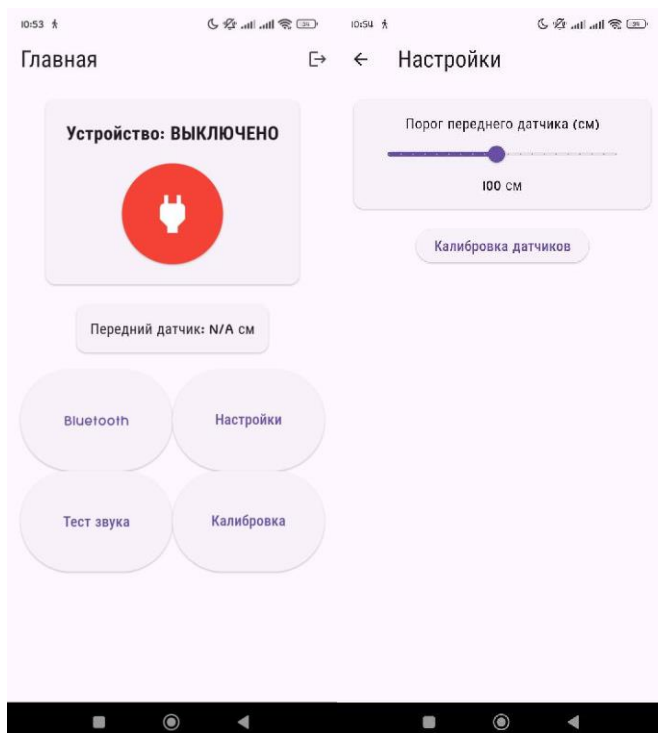 10:53
Главная
Устройство: ВЫКЛЮЧЕНО
Передний датчик: N/A см
Bluetooth
Настройки
Тест звука
Калибровка
10:54
Настройки
Порог переднего датчика (см)
100 см
Калибровка датчиков